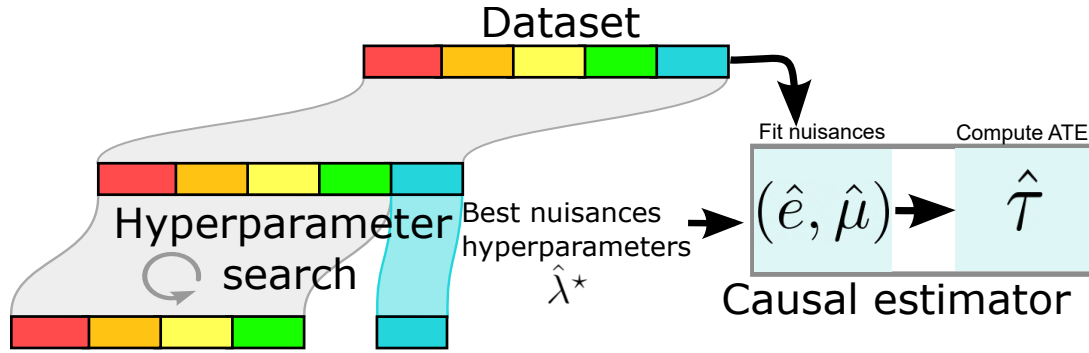 Dataset
Fit nuisances
Compute ATE
Hyperparameter
search
Best nuisances
hyperparameters
λ̂⋆
(ê, μ̂)
τ̂
Causal estimator